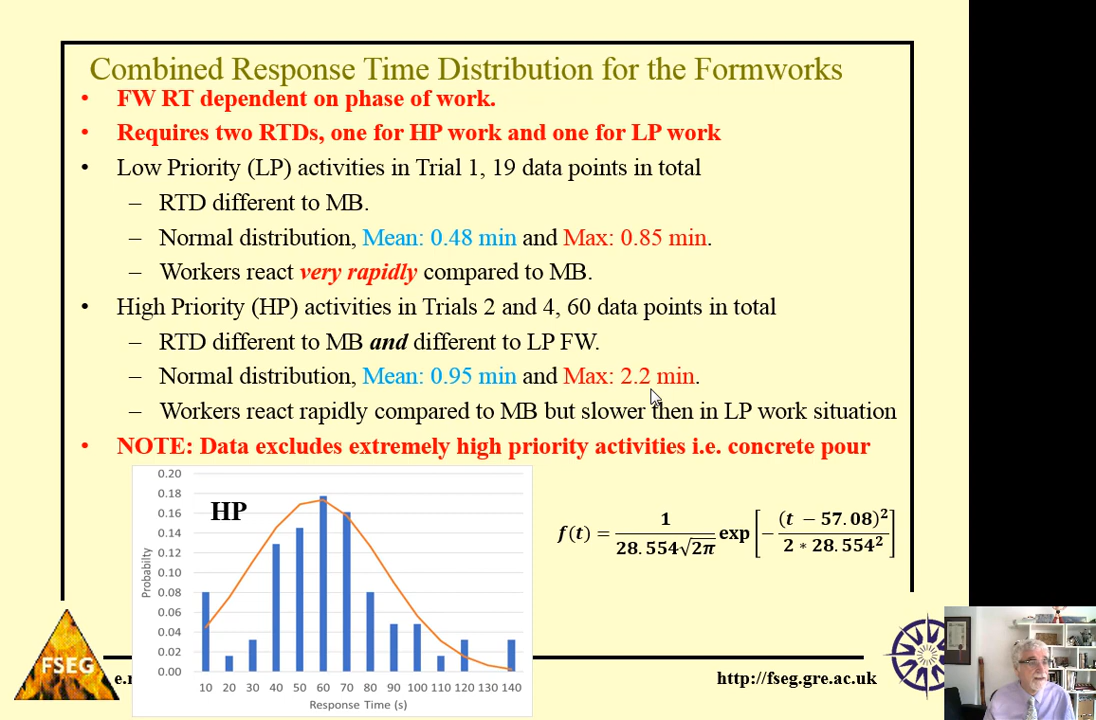 Combined Response Time Distribution for the Formworks
• FW RT dependent on phase of work.
• Requires two RTDs, one for HP work and one for LP work
• Low Priority (LP) activities in Trial 1, 19 data points in total
– RTD different to MB.
– Normal distribution, Mean: 0.48 min and Max: 0.85 min.
– Workers react very rapidly compared to MB.
• High Priority (HP) activities in Trials 2 and 4, 60 data points in total
– RTD different to MB and different to LP FW.
– Normal distribution, Mean: 0.95 min and Max: 2.2 min.
– Workers react rapidly compared to MB but slower then in LP work situation
• NOTE: Data excludes extremely high priority activities i.e. concrete pour
HP
Probabilty
0.20
0.18
0.16
0.14
0.12
0.10
0.08
0.06
0.04
0.02
0.00
10 20 30 40 50 60 70 80 90 100 110 120 130 140
Response Time (s)
f(t) = 1 / (28.554√2π) exp[−(t − 57.08)² / (2 * 28.554²)]
FSEG
http://fseg.gre.ac.uk